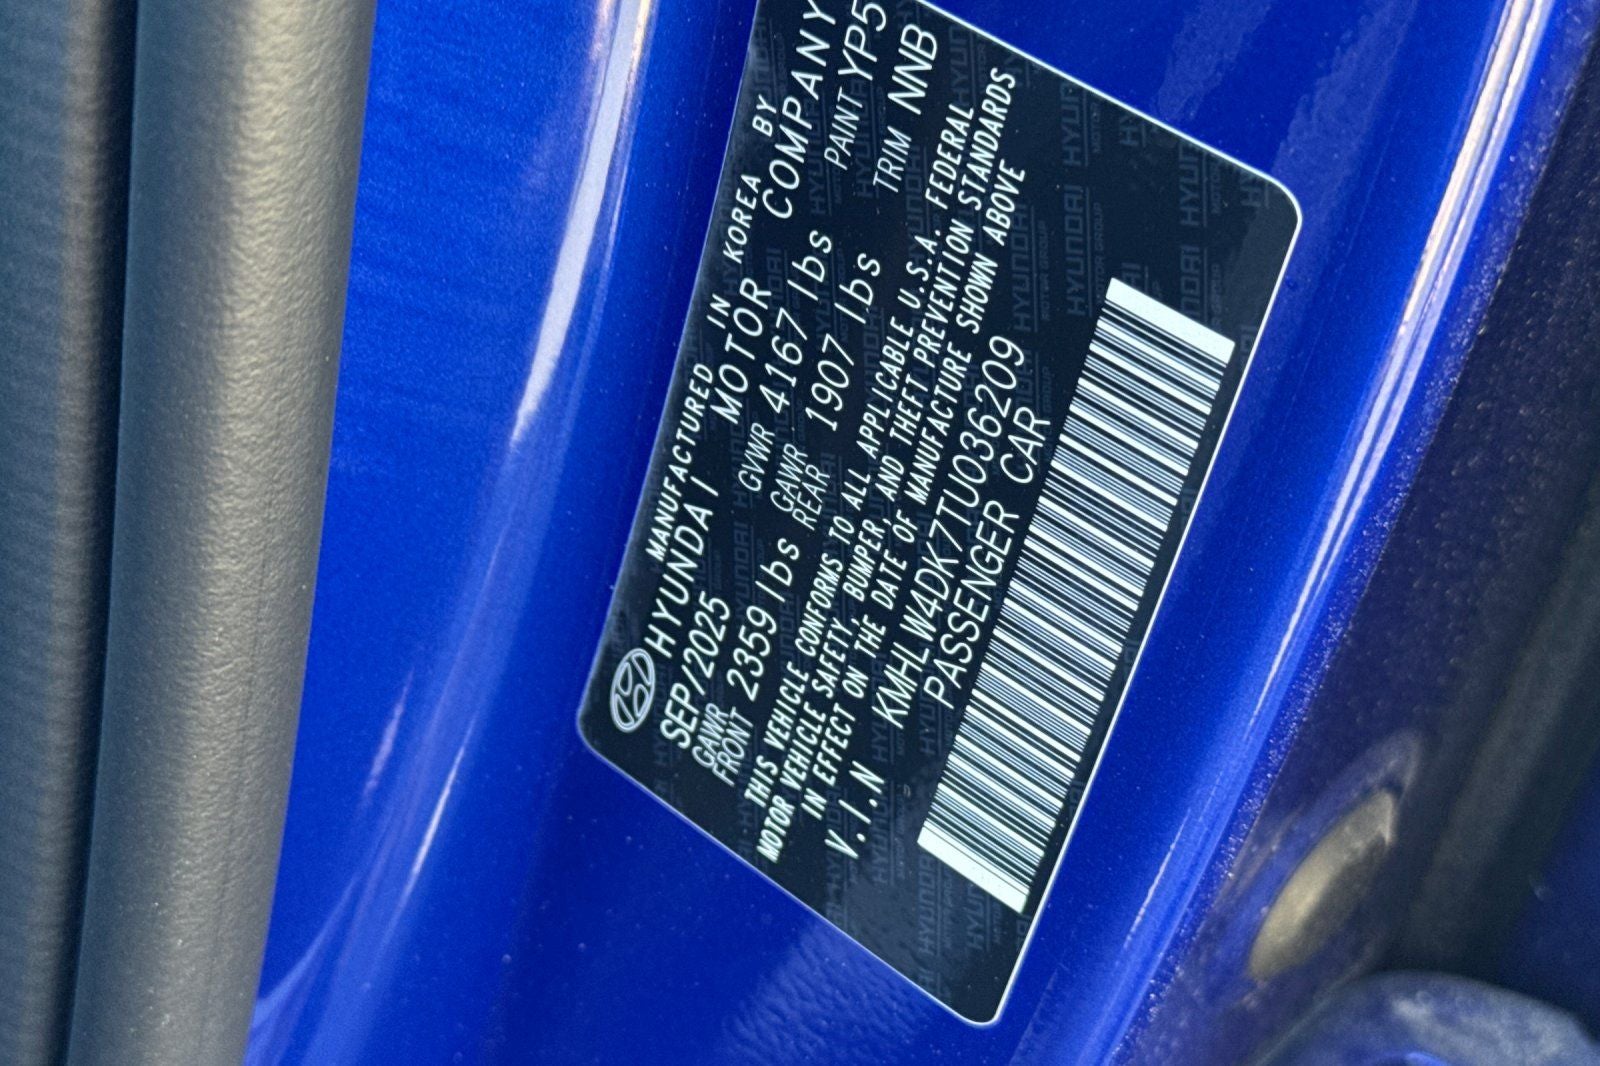 MANUFACTURED IN KOREA BY
HYUNDAI MOTOR COMPANY
SEP/2025 GVWR 4167 lbs PAINT YP5
GAWR FRONT 2359 lbs GAWR REAR 1907 lbs TRIM NNB
THIS VEHICLE CONFORMS TO ALL APPLICABLE U.S.A. FEDERAL
MOTOR VEHICLE SAFETY, BUMPER, AND THEFT PREVENTION STANDARDS
IN EFFECT ON THE DATE OF MANUFACTURE SHOWN ABOVE
V.I.N KMHLW4DK7TU036209
PASSENGER CAR